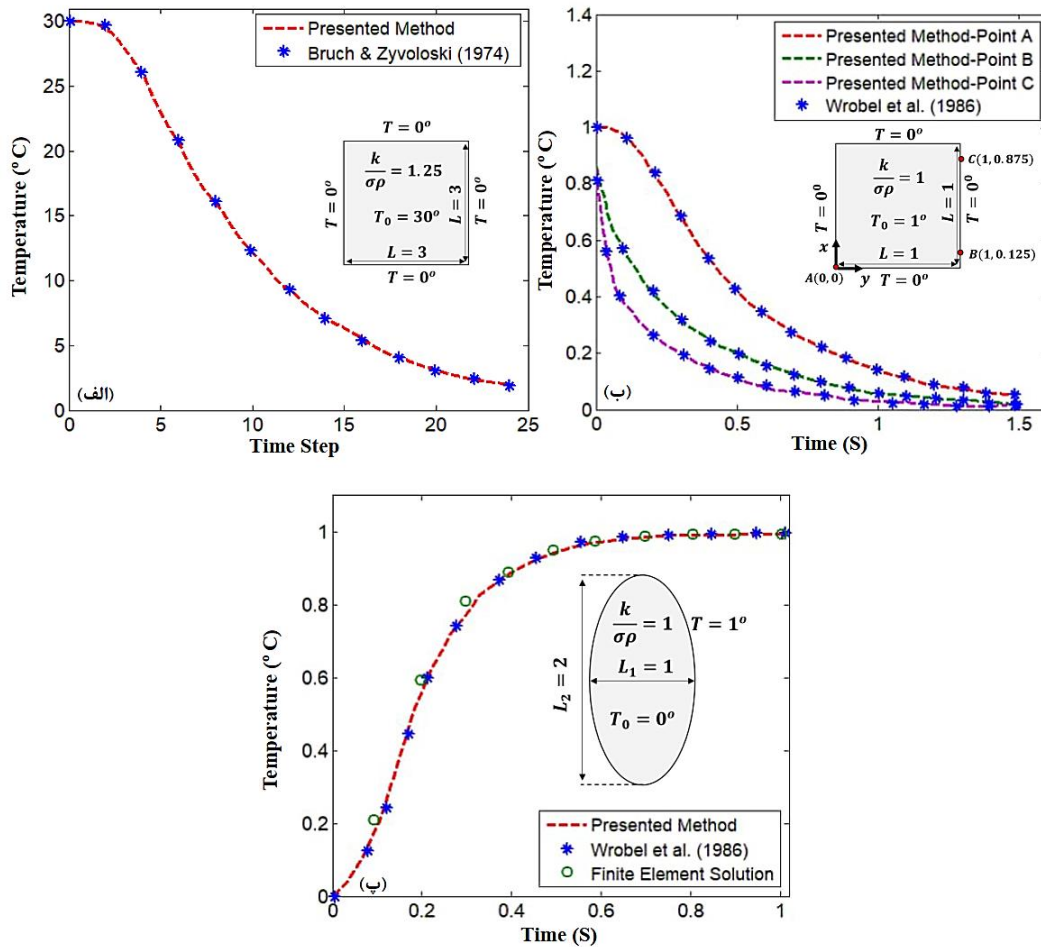 30
25
20
15
10
5
0
Temperature (º C)
0 5 10 15 20 25
Time Step
Presented Method
Bruch & Zyvoloski (1974)
T = 0°
T = 0°
k/σρ = 1.25
T₀ = 30°
L = 3
L = 3
T = 0°
T = 0°
(الف)
1.4
1.2
1
0.8
0.6
0.4
0.2
0
Temperature (º C)
0 0.5 1.0 1.5
Time (S)
Presented Method-Point A
Presented Method-Point B
Presented Method-Point C
Wrobel et al. (1986)
T = 0°
T = 0⁰
k/σρ = 1
T₀ = 1°
L = 1
L = 1
T = 0⁰
C(1, 0.875)
B(1, 0.125)
x
A(0,0)
y
T = 0°
(ب)
1
0.8
0.6
0.4
0.2
0
Temperature (º C)
0 0.2 0.4 0.6 0.8 1
Time (S)
k/σρ = 1
T = 1°
L₁ = 1
L₂ = 2
T₀ = 0°
Presented Method
Wrobel et al. (1986)
Finite Element Solution
(پ)